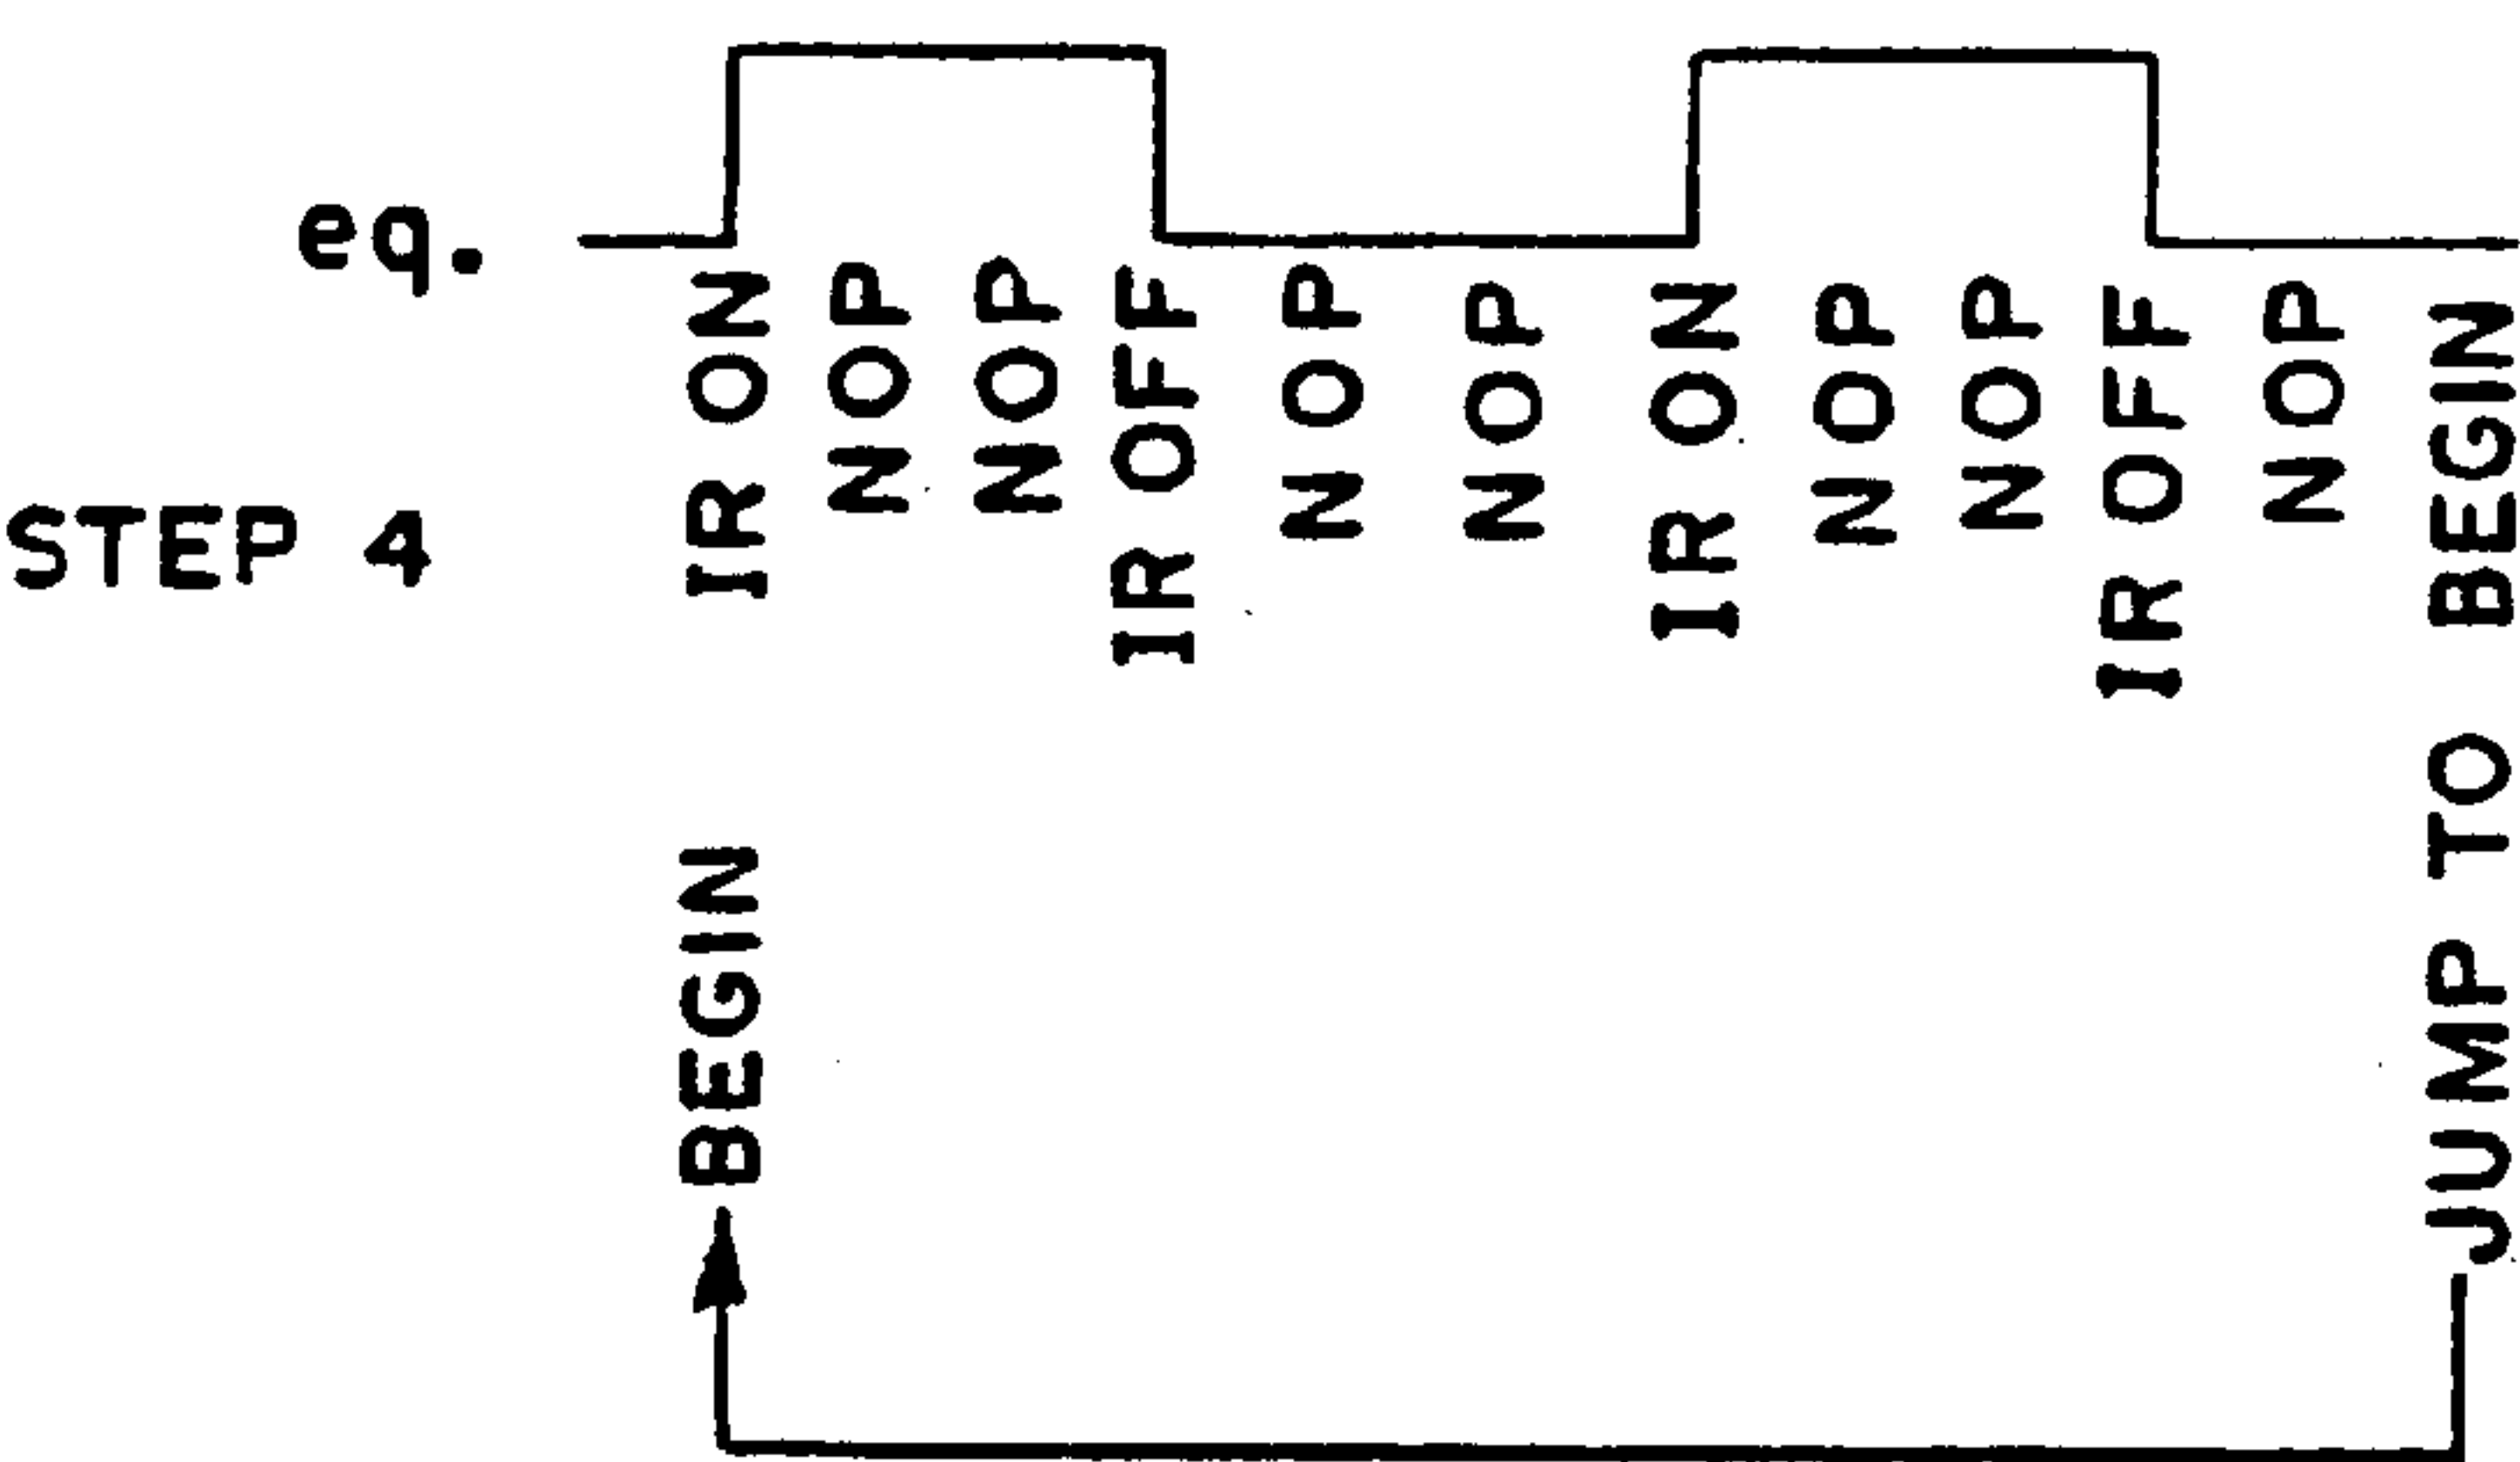 eq.
STEP 4
IR ON
NOP
NOP
IR OFF
NOP
NOP
IR ON
NOP
NOP
IR OFF
NOP
JUMP TO BEGIN
BEGIN